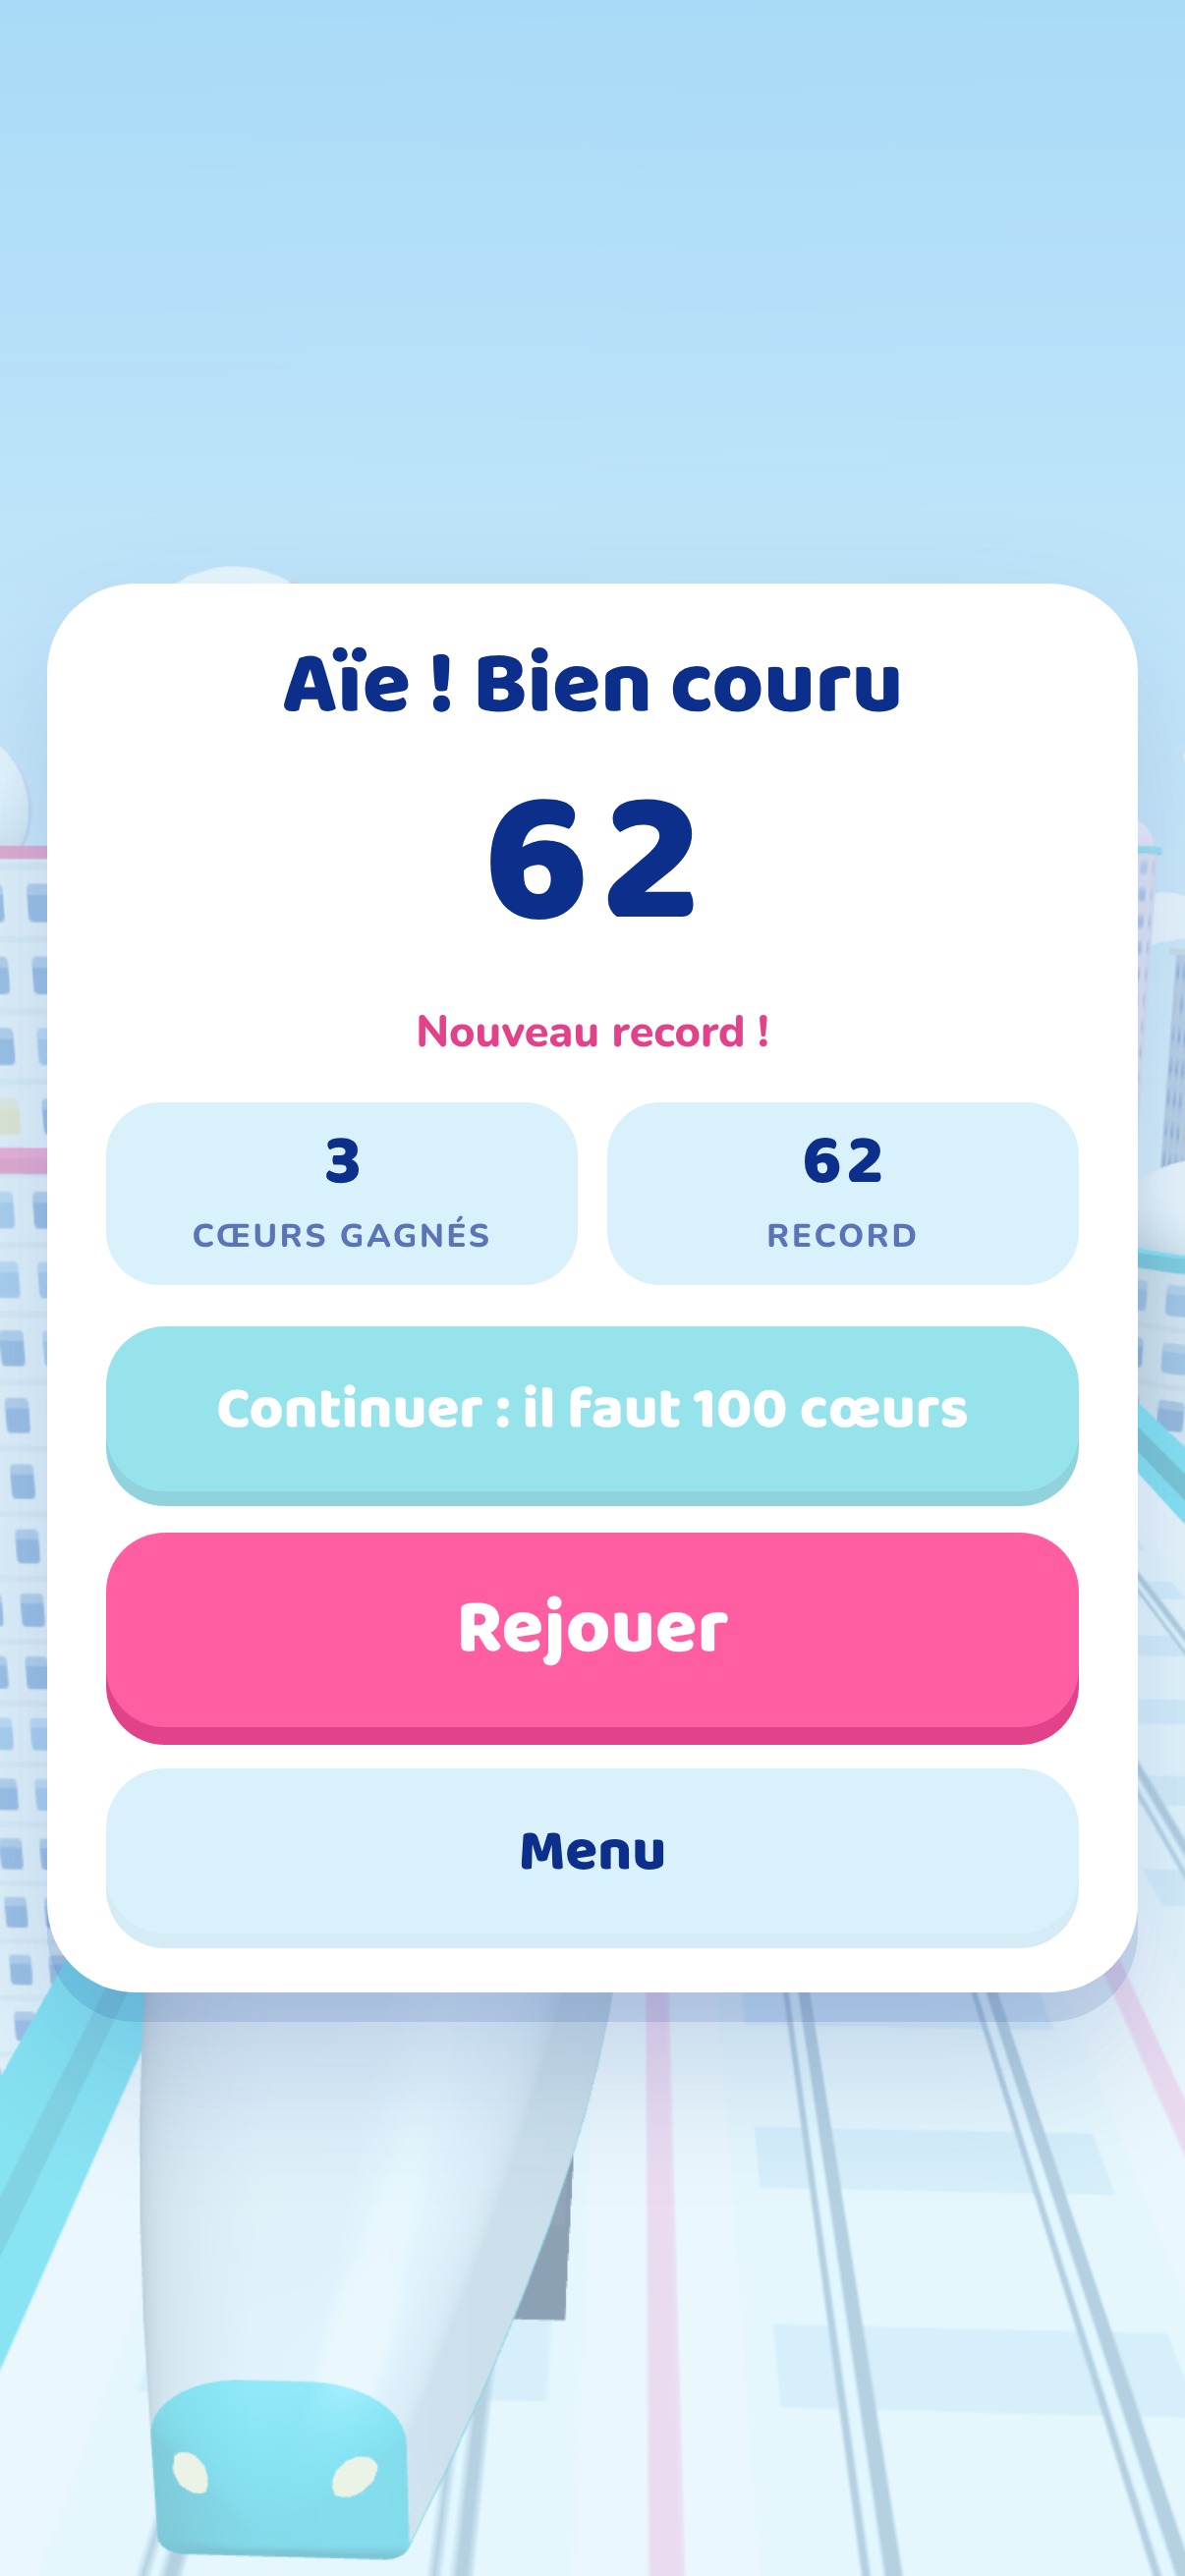 Aïe ! Bien couru
62
Nouveau record !
3
CŒURS GAGNÉS
62
RECORD
Continuer : il faut 100 cœurs
Rejouer
Menu